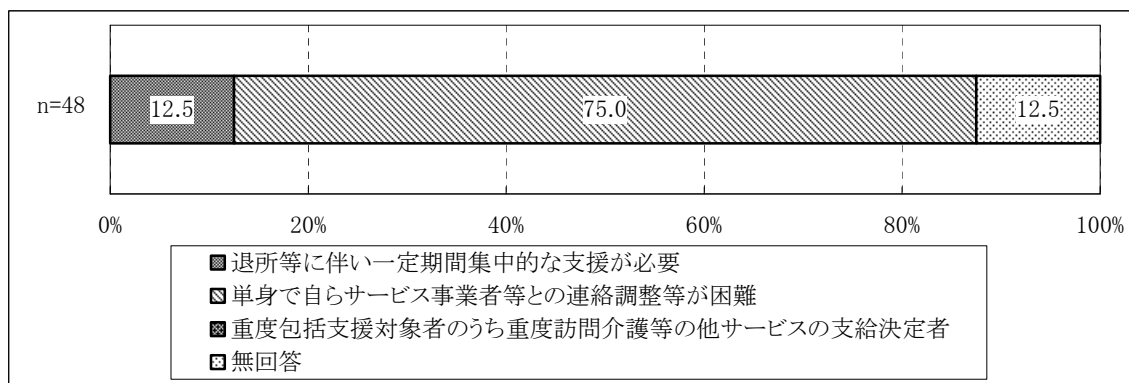 n=48
12.5
75.0
12.5
0%
20%
40%
60%
80%
100%
退所等に伴い一定期間集中的な支援が必要
単身で自らサービス事業者等との連絡調整等が困難
重度包括支援対象者のうち重度訪問介護等の他サービスの支給決定者
無回答